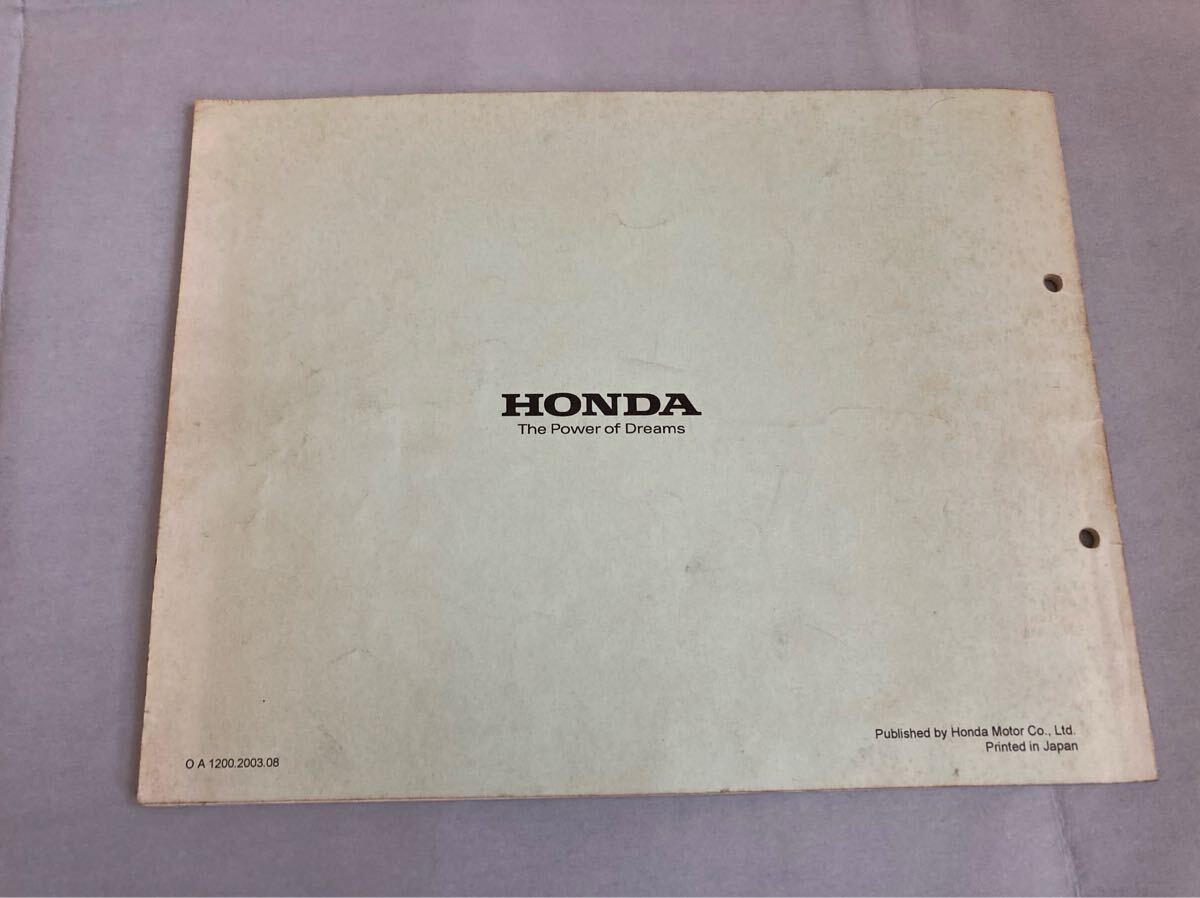 HONDA
The Power of Dreams
Published by Honda Motor Co., Ltd.
Printed in Japan
O A 1200.2003.08